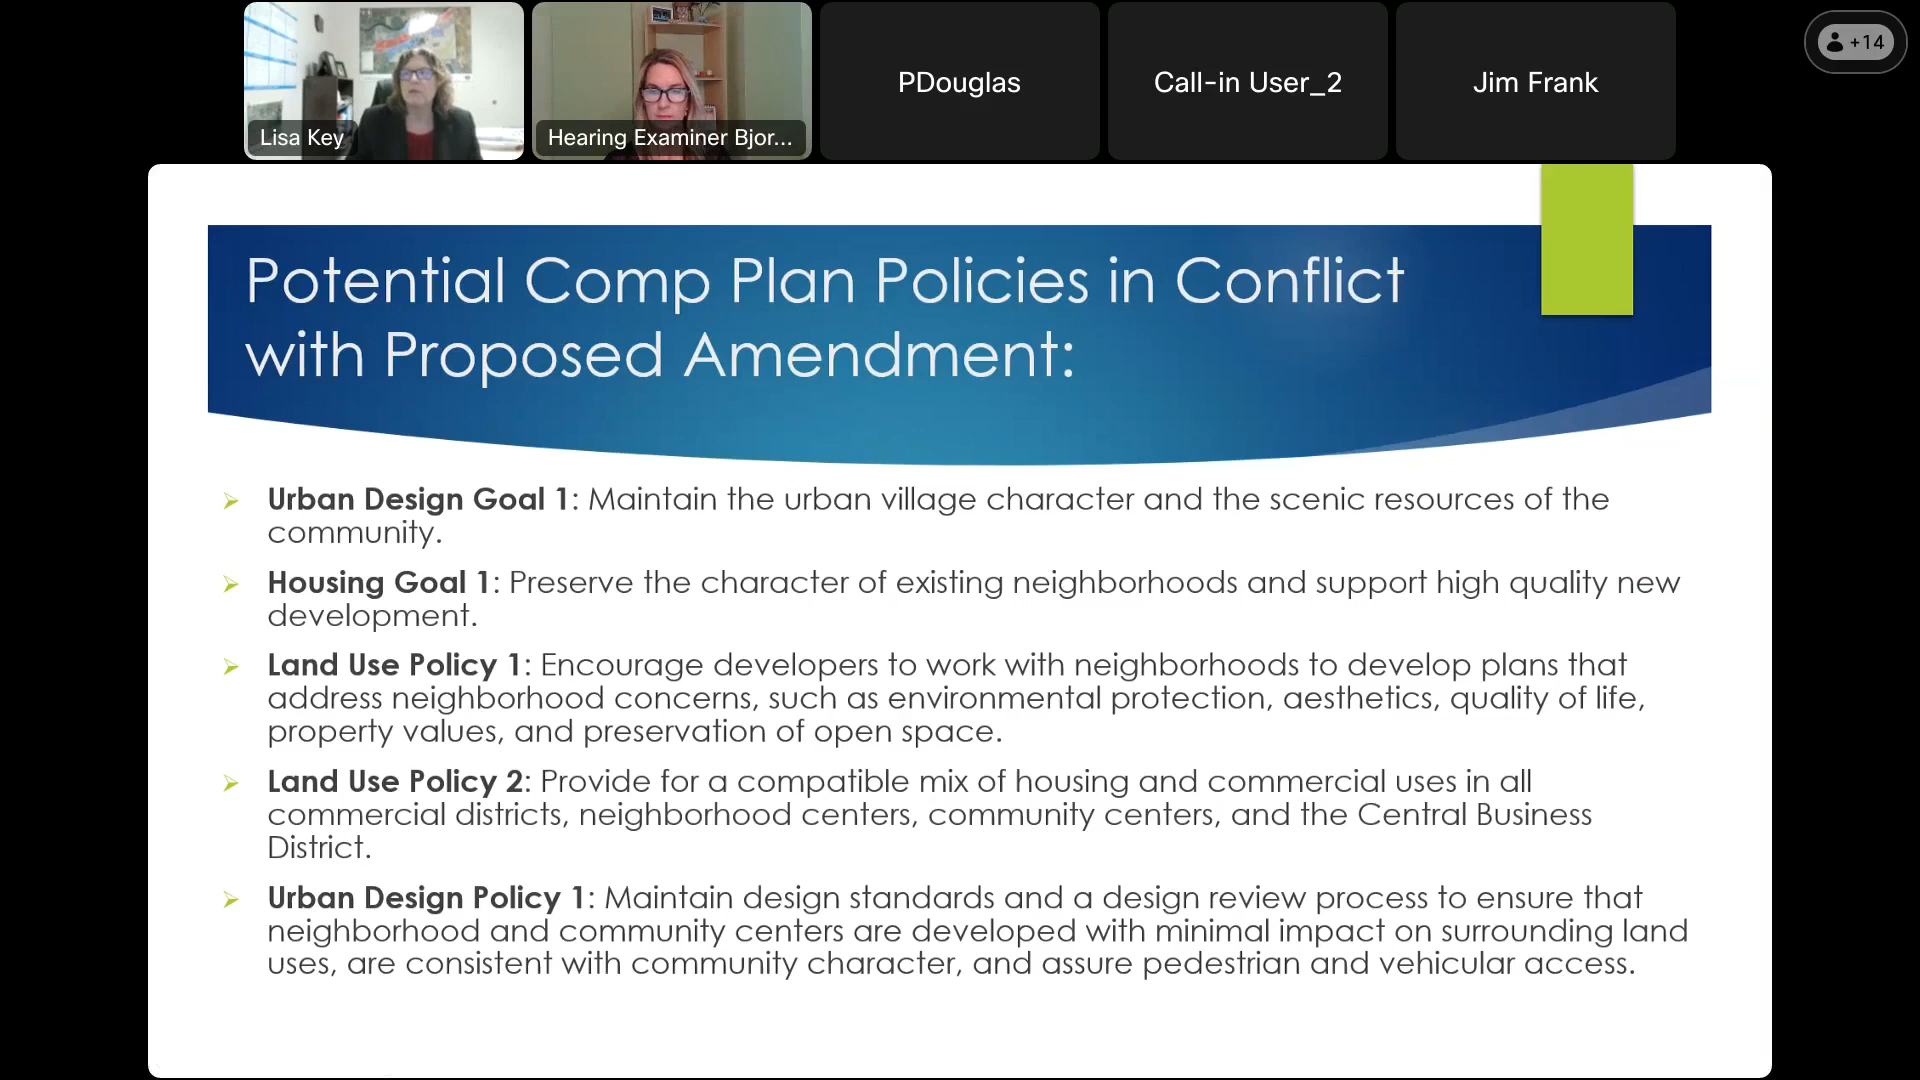 Lisa Key
Hearing Examiner Bjor...
PDouglas
Call-in User_2
Jim Frank
+14
Potential Comp Plan Policies in Conflict
with Proposed Amendment:
Urban Design Goal 1: Maintain the urban village character and the scenic resources of the
community.
Housing Goal 1: Preserve the character of existing neighborhoods and support high quality new
development.
Land Use Policy 1: Encourage developers to work with neighborhoods to develop plans that
address neighborhood concerns, such as environmental protection, aesthetics, quality of life,
property values, and preservation of open space.
Land Use Policy 2: Provide for a compatible mix of housing and commercial uses in all
commercial districts, neighborhood centers, community centers, and the Central Business
District.
Urban Design Policy 1: Maintain design standards and a design review process to ensure that
neighborhood and community centers are developed with minimal impact on surrounding land
uses, are consistent with community character, and assure pedestrian and vehicular access.